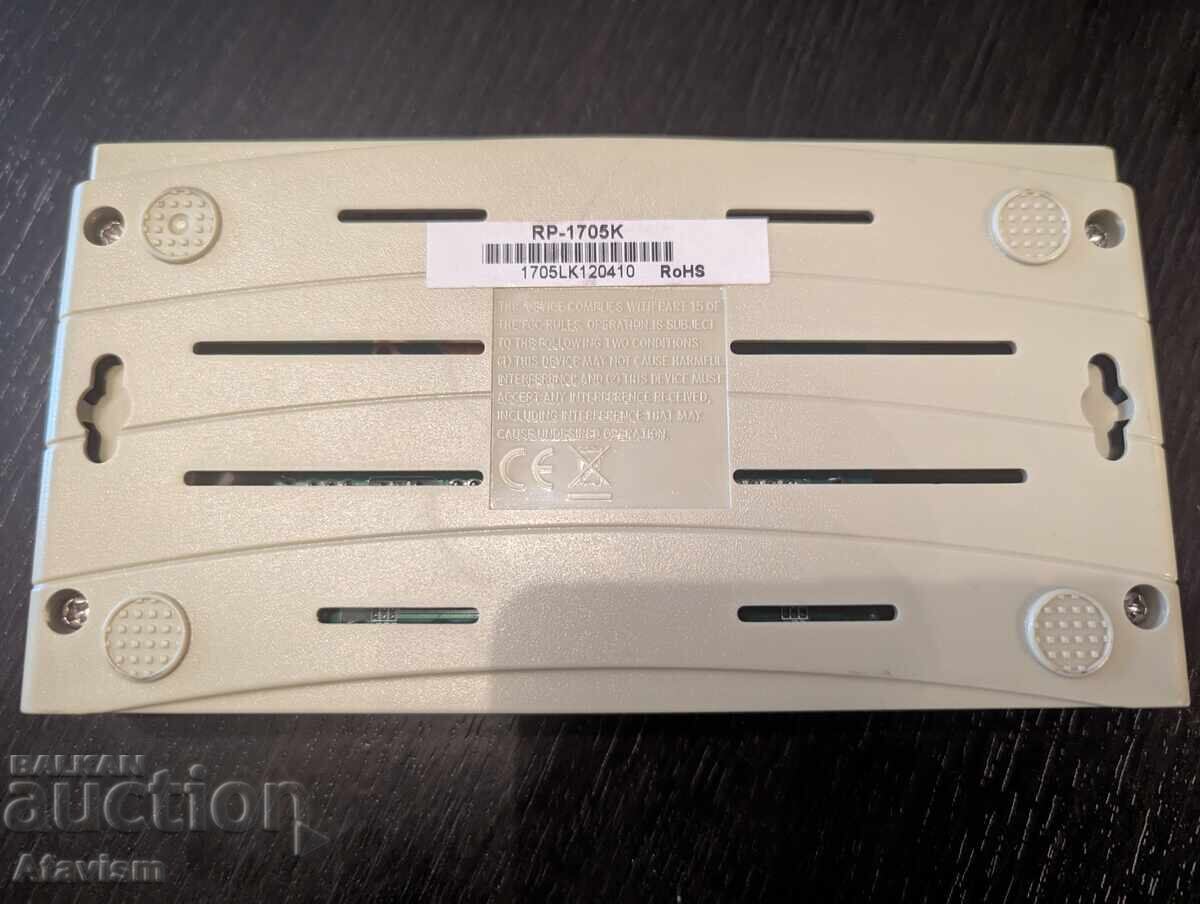 RP-1705K
1705LK120410 RoHS
THE DEVICE COMPLIES WITH PART 15 OF
THE FCC RULES. OPERATION IS SUBJECT
TO THE FOLLOWING TWO CONDITIONS:
(1) THIS DEVICE MAY NOT CAUSE HARMFUL
INTERFERENCE AND (2) THIS DEVICE MUST
ACCEPT ANY INTERFERENCE RECEIVED,
INCLUDING INTERFERENCE THAT MAY
CAUSE UNDESIRED OPERATION.
CE
BALKAN
auction
Atavism